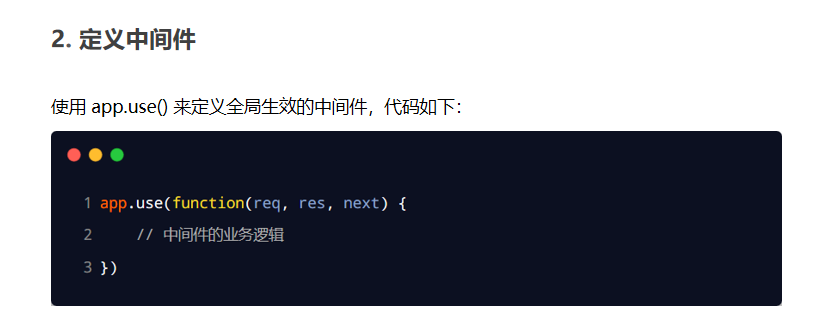 2. 定义中间件
使用 app.use() 来定义全局生效的中间件，代码如下：
1 app.use(function(req, res, next) {
2     // 中间件的业务逻辑
3 })